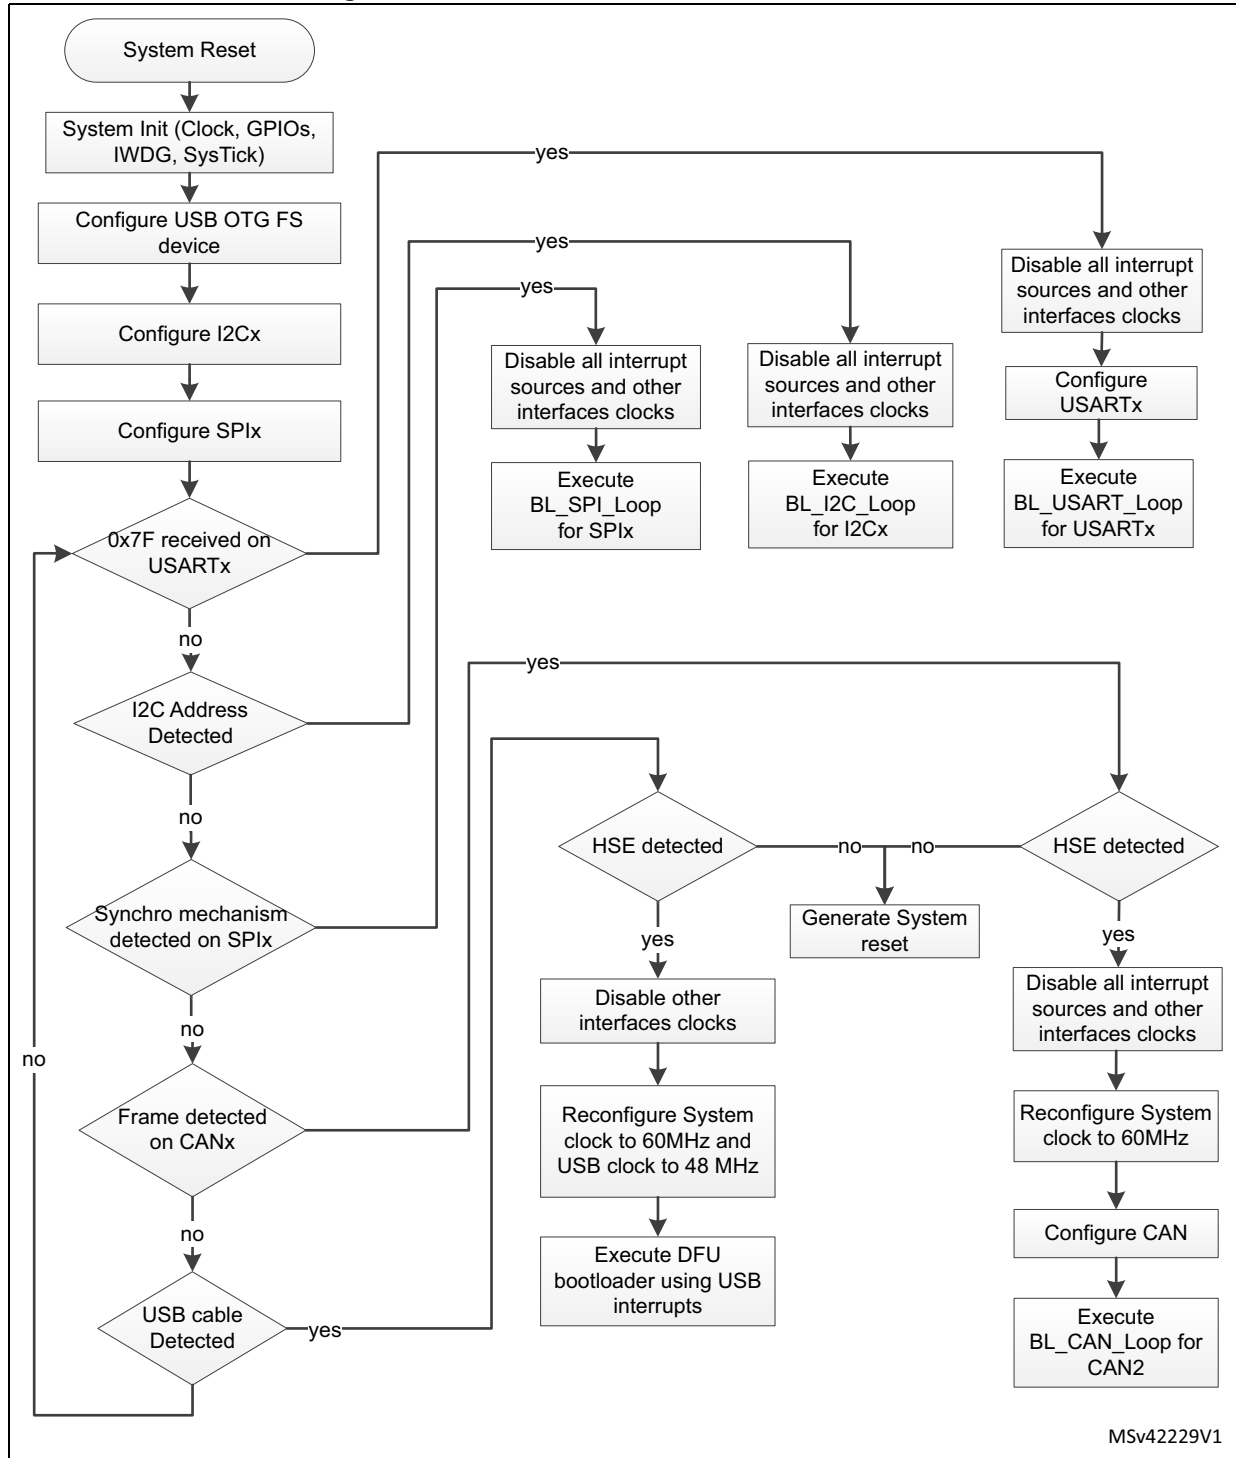 System Reset
System Init (Clock, GPIOs,
IWDG, SysTick)
Configure USB OTG FS
device
Configure I2Cx
Configure SPIx
0x7F received on
USARTx
yes
no
I2C Address
Detected
yes
no
Synchro mechanism
detected on SPIx
yes
no
Frame detected
on CANx
yes
no
USB cable
Detected
yes
no
Disable all interrupt
sources and other
interfaces clocks
Execute
BL_SPI_Loop
for SPIx
Disable all interrupt
sources and other
interfaces clocks
Execute
BL_I2C_Loop
for I2Cx
Disable all interrupt
sources and other
interfaces clocks
Configure
USARTx
Execute
BL_USART_Loop
for USARTx
HSE detected
no
no
HSE detected
Generate System
reset
yes
Disable other
interfaces clocks
Reconfigure System
clock to 60MHz and
USB clock to 48 MHz
Execute DFU
bootloader using USB
interrupts
yes
Disable all interrupt
sources and other
interfaces clocks
Reconfigure System
clock to 60MHz
Configure CAN
Execute
BL_CAN_Loop for
CAN2
MSv42229V1